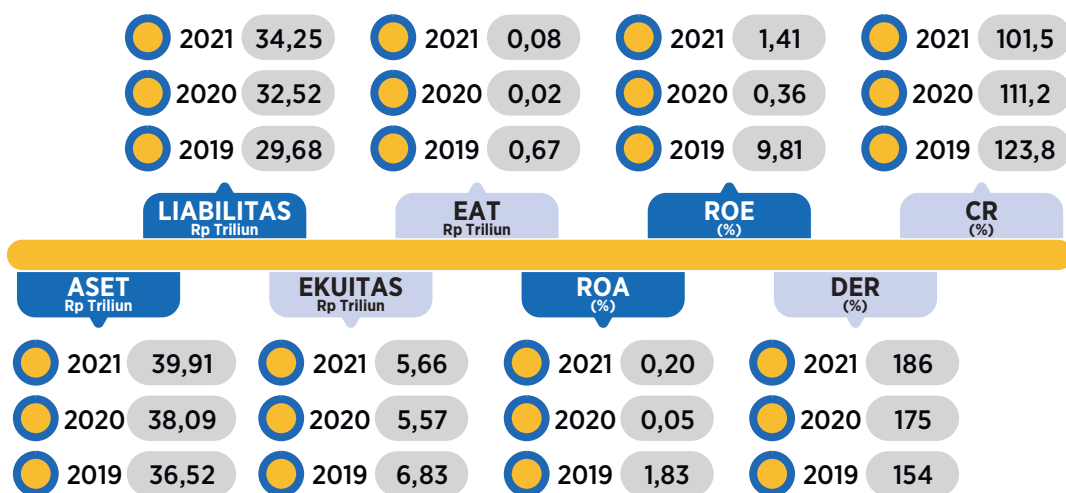 2021 34,25
2020 32,52
2019 29,68
LIABILITAS
Rp Triliun
2021 0,08
2020 0,02
2019 0,67
EAT
Rp Triliun
2021 1,41
2020 0,36
2019 9,81
ROE
(%)
2021 101,5
2020 111,2
2019 123,8
CR
(%)
ASET
Rp Triliun
2021 39,91
2020 38,09
2019 36,52
EKUITAS
Rp Triliun
2021 5,66
2020 5,57
2019 6,83
ROA
(%)
2021 0,20
2020 0,05
2019 1,83
DER
(%)
2021 186
2020 175
2019 154